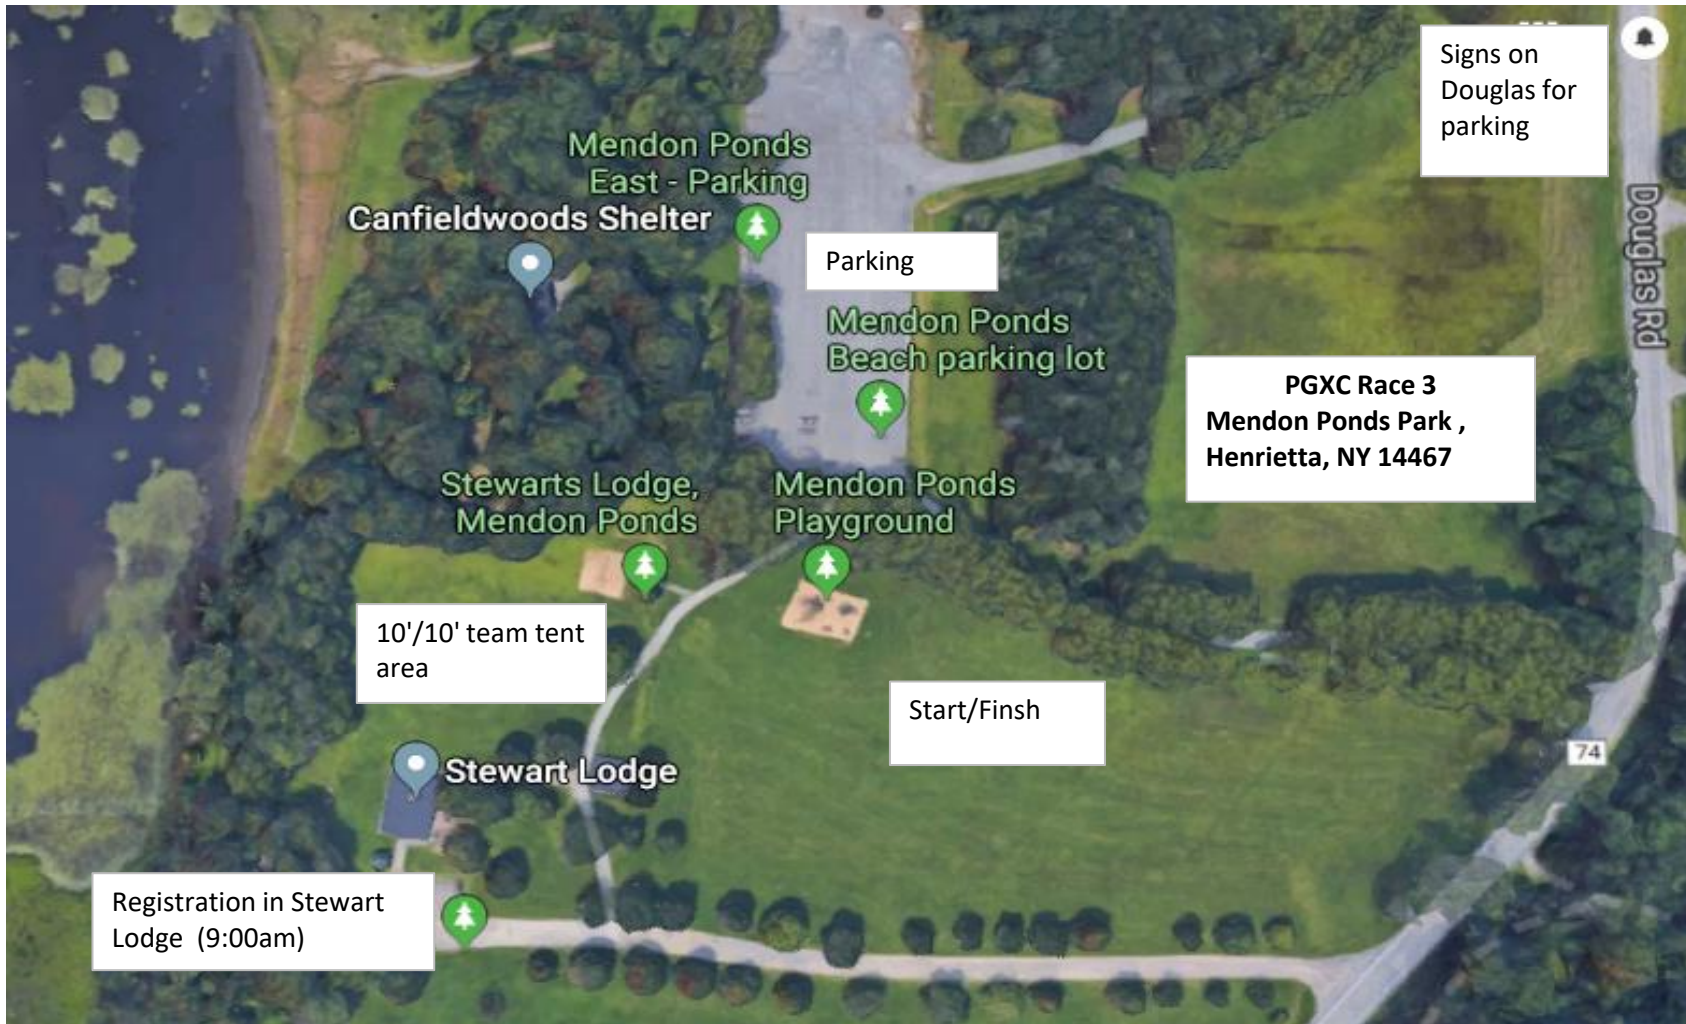 Signs on
Douglas for
parking
Mendon Ponds
East - Parking
Canfieldwoods Shelter
Douglas Rd
Parking
Mendon Ponds
Beach parking lot
PGXC Race 3
Mendon Ponds Park ,
Henrietta, NY 14467
Stewarts Lodge,
Mendon Ponds
Mendon Ponds
Playground
10'/10' team tent
area
Start/Finsh
74
Stewart Lodge
Registration in Stewart
Lodge (9:00am)